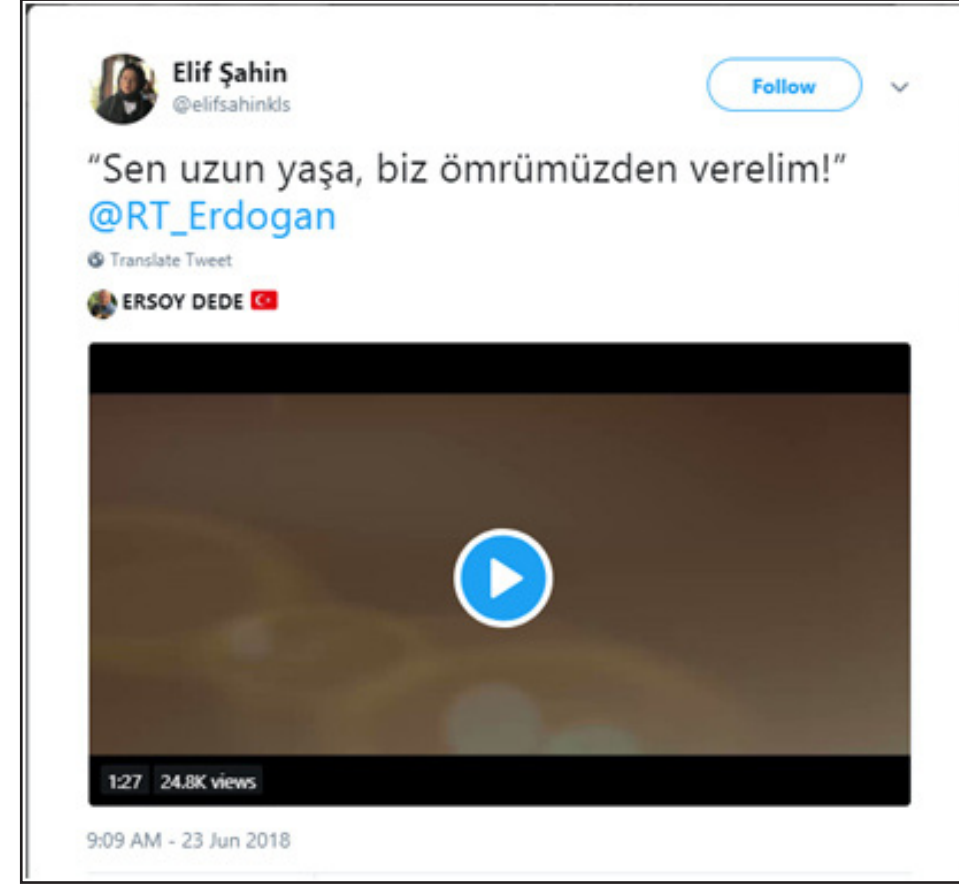 Elif Şahin
@elifsahinkls
Follow
“Sen uzun yaşa, biz ömrümüzden verelim!”
@RT_Erdogan
Translate Tweet
ERSOY DEDE
1:27 24.8K views
9:09 AM - 23 Jun 2018